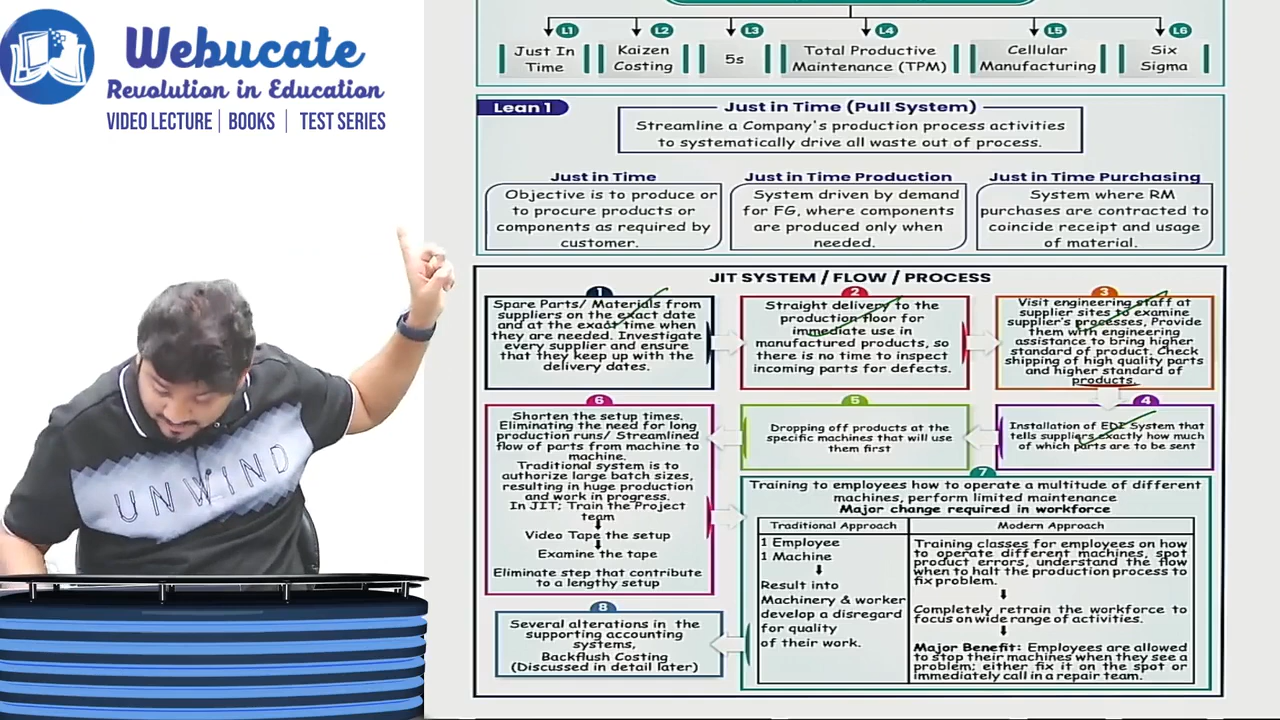 Webucate
Revolution in Education
VIDEO LECTURE | BOOKS | TEST SERIES
UNWIND
L1
L2
L3
L4
L5
L6
Just In
Time
Kaizen
Costing
5s
Total Productive
Maintenance (TPM)
Cellular
Manufacturing
Six
Sigma
Lean 1
Just in Time (Pull System)
Streamline a Company's production process activities
to systematically drive all waste out of process.
Just in Time
Objective is to produce or
to procure products or
components as required by
customer.
Just in Time Production
System driven by demand
for FG, where components
are produced only when
needed.
Just in Time Purchasing
System where RM
purchases are contracted to
coincide receipt and usage
of material.
JIT SYSTEM / FLOW / PROCESS
1
Spare Parts/ Materials from
suppliers on the exact date
and at the exact time when
they are needed. Investigate
every supplier and ensure
that they keep up with the
delivery dates.
2
Straight delivery to the
production floor for
immediate use in
manufactured products, so
there is no time to inspect
incoming parts for defects.
3
Visit engineering staff at
supplier sites to examine
supplier's processes, Provide
them with engineering
assistance to bring higher
standard of product. Check
shipping of high quality parts
and higher standard of
products.
4
Installation of EDI System that
tells suppliers exactly how much
of which parts are to be sent
5
Dropping off products at the
specific machines that will use
them first
6
Shorten the setup times.
Eliminating the need for long
production runs/ Streamlined
flow of parts from machine to
machine.
Traditional system is to
authorize large batch sizes,
resulting in huge production
and work in progress.
In JIT; Train the Project
team
Video Tape the setup
Examine the tape
Eliminate step that contribute
to a lengthy setup
7
Training to employees how to operate a multitude of different
machines, perform limited maintenance
Major change required in workforce
Traditional Approach
1 Employee
1 Machine
Result into
Machinery & worker
develop a disregard
for quality
of their work.
Modern Approach
Training classes for employees on how
to operate different machines, spot
product errors, understand the flow
when to halt the production process to
fix problem.
Completely retrain the workforce to
focus on wide range of activities.
Major Benefit: Employees are allowed
to stop their machines when they see a
problem; either fix it on the spot or
immediately call in a repair team.
8
Several alterations in the
supporting accounting
systems,
Backflush Costing
(Discussed in detail later)